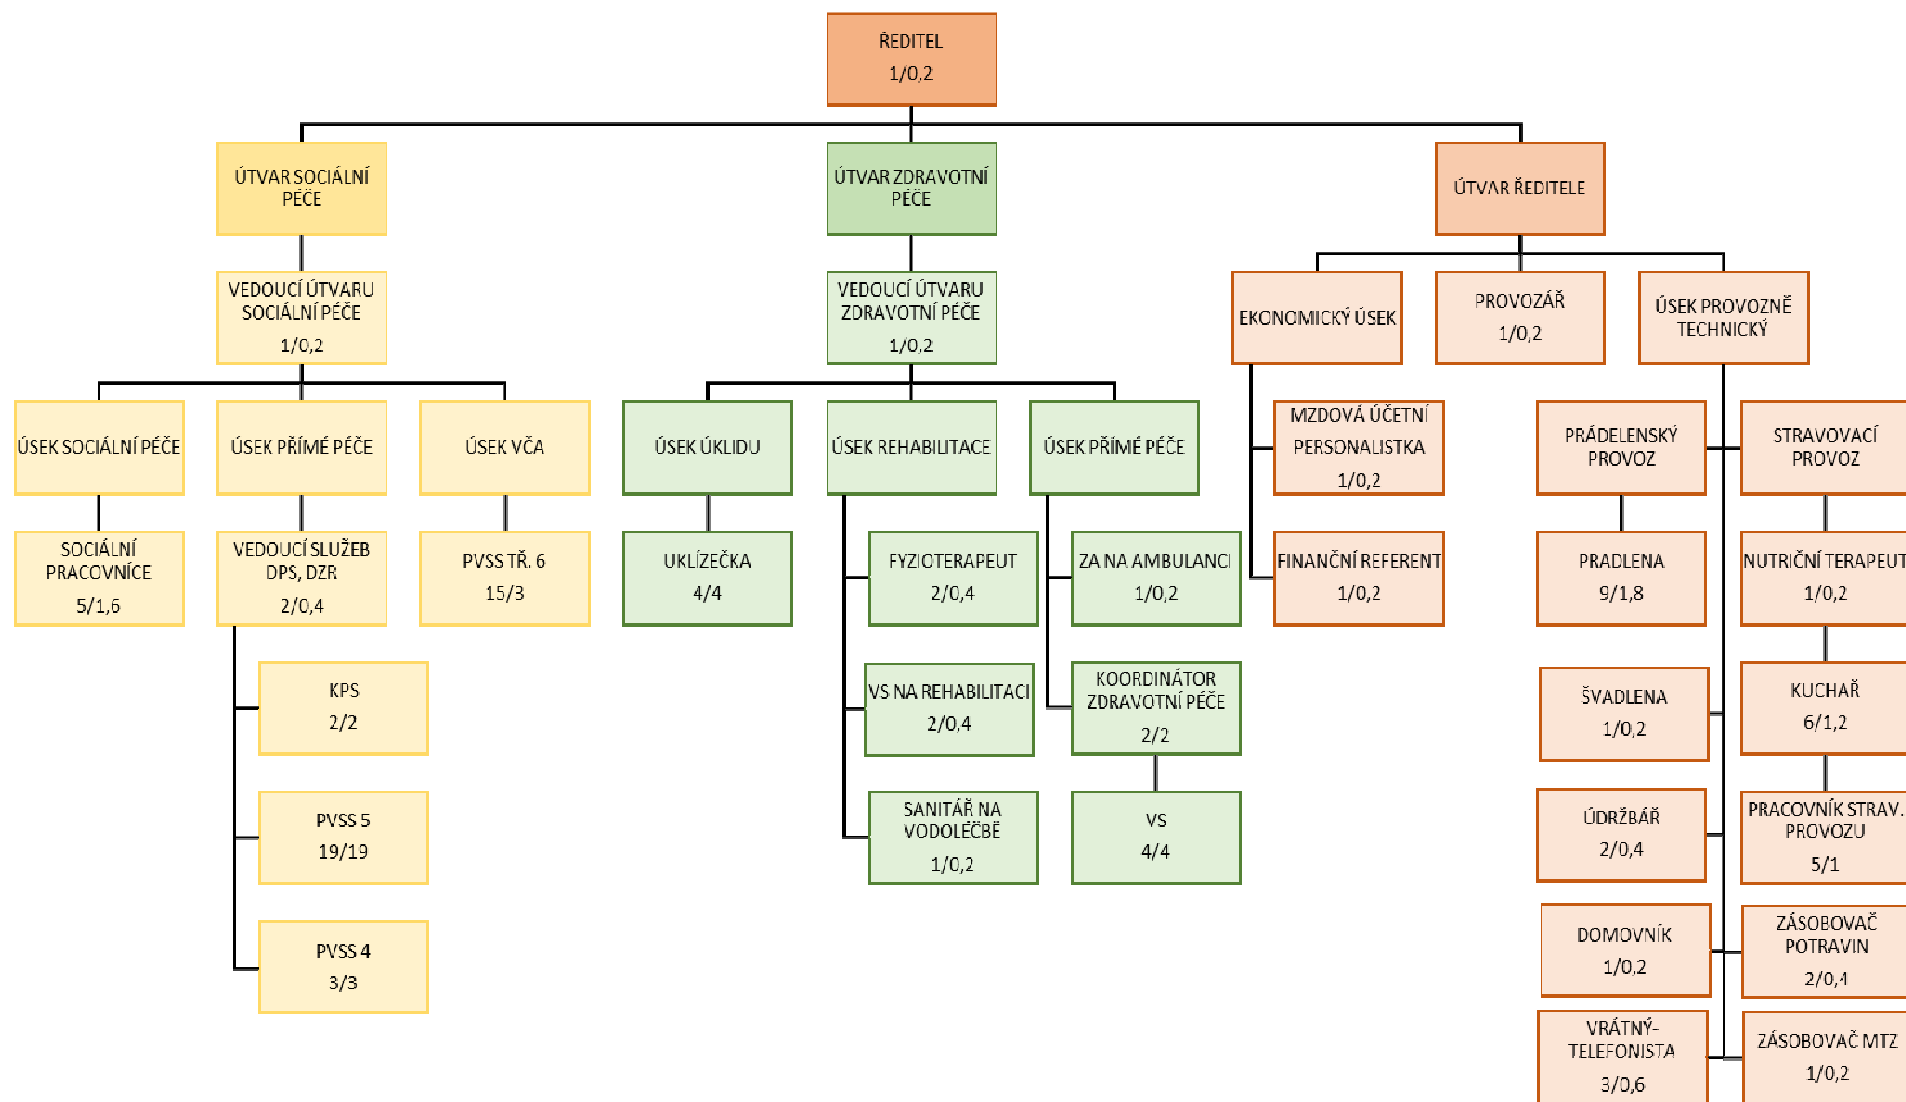 ŘEDITEL
1/0,2
ÚTVAR SOCIÁLNÍ
PÉČE
ÚTVAR ZDRAVOTNÍ
PÉČE
ÚTVAR ŘEDITELE
VEDOUCÍ ÚTVARU
SOCIÁLNÍ PÉČE
1/0,2
VEDOUCÍ ÚTVARU
ZDRAVOTNÍ PÉČE
1/0,2
EKONOMICKÝ ÚSEK
PROVOZÁŘ
1/0,2
ÚSEK PROVOZNĚ
TECHNICKÝ
ÚSEK SOCIÁLNÍ PÉČE
ÚSEK PŘÍMÉ PÉČE
ÚSEK VČA
ÚSEK ÚKLIDU
ÚSEK REHABILITACE
ÚSEK PŘÍMÉ PÉČE
MZDOVÁ ÚČETNÍ
PERSONALISTKA
1/0,2
PRÁDELENSKÝ
PROVOZ
STRAVOVACÍ
PROVOZ
SOCIÁLNÍ
PRACOVNÍCE
5/1,6
VEDOUCÍ SLUŽEB
DPS, DZR
2/0,4
PVSS TŘ. 6
15/3
UKLÍZEČKA
4/4
FYZIOTERAPEUT
2/0,4
ZA NA AMBULANCI
1/0,2
FINANČNÍ REFERENT
1/0,2
PRADLENA
9/1,8
NUTRIČNÍ TERAPEUT
1/0,2
KPS
2/2
VS NA REHABILITACI
2/0,4
KOORDINÁTOR
ZDRAVOTNÍ PÉČE
2/2
ŠVADLENA
1/0,2
KUCHAŘ
6/1,2
PVSS 5
19/19
SANITÁŘ NA
VODOLÉČBĚ
1/0,2
VS
4/4
ÚDRŽBÁŘ
2/0,4
PRACOVNÍK STRAV.
PROVOZU
5/1
PVSS 4
3/3
DOMOVNÍK
1/0,2
ZÁSOBOVAČ
POTRAVIN
2/0,4
VRÁTNÝ-
TELEFONISTA
3/0,6
ZÁSOBOVAČ MTZ
1/0,2